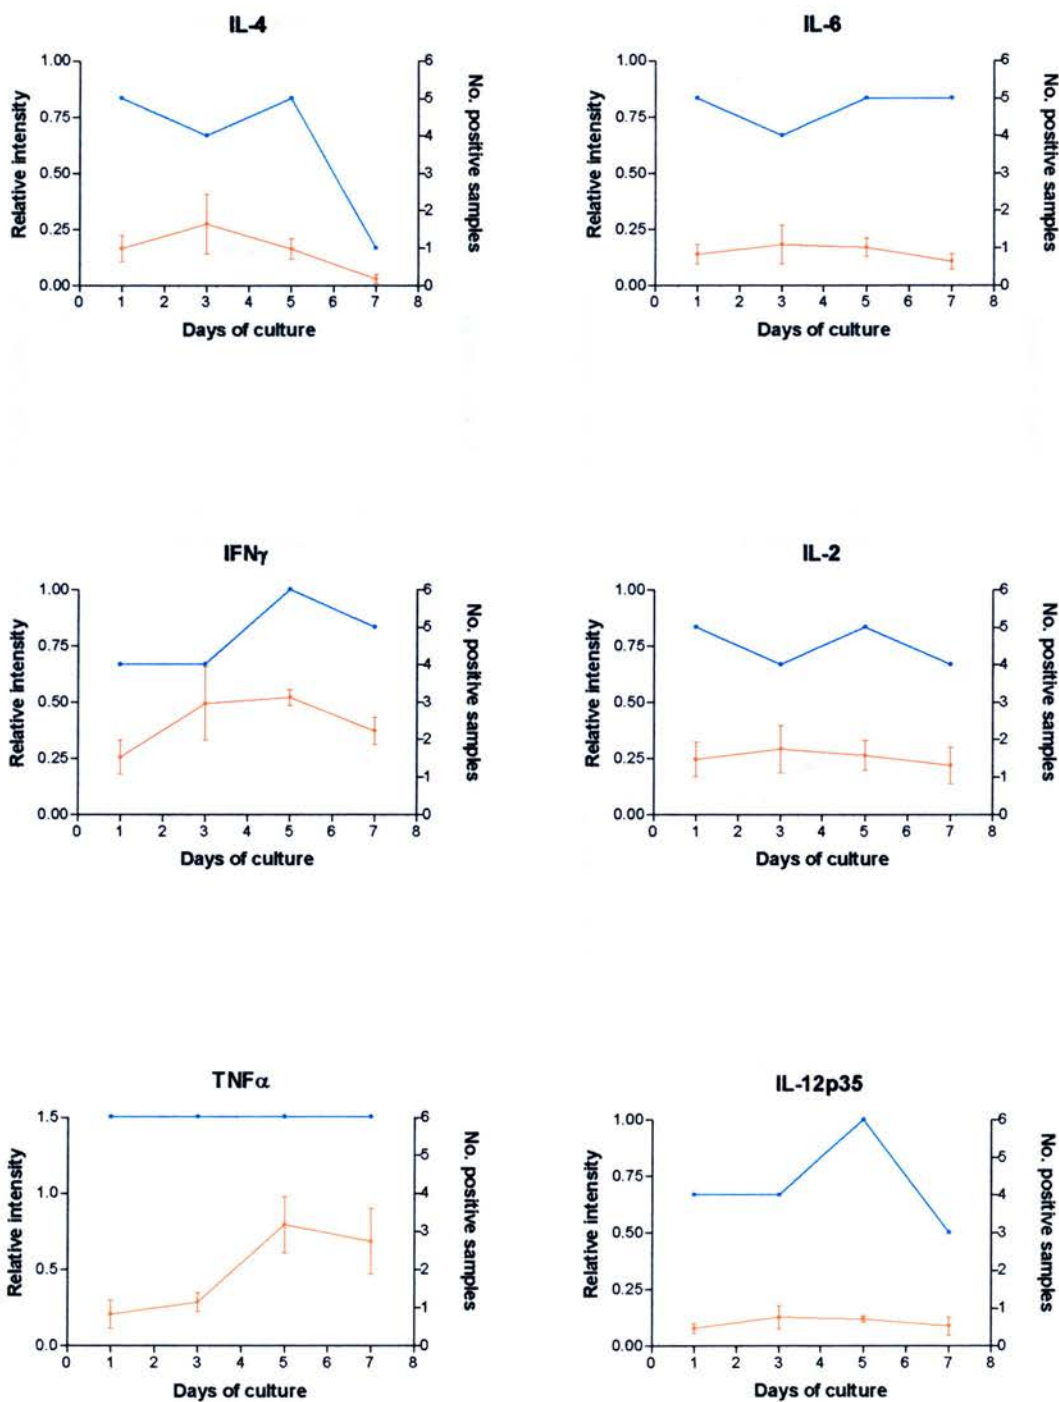 IL-4
1.00
0.75
0.50
0.25
0.00
Relative intensity
6
5
4
3
2
1
0
No. positive samples
0 1 2 3 4 5 6 7 8
Days of culture
IL-6
1.00
0.75
0.50
0.25
0.00
Relative intensity
6
5
4
3
2
1
0
No. positive samples
0 1 2 3 4 5 6 7 8
Days of culture
IFNγ
1.00
0.75
0.50
0.25
0.00
Relative intensity
6
5
4
3
2
1
0
No. positive samples
0 1 2 3 4 5 6 7 8
Days of culture
IL-2
1.00
0.75
0.50
0.25
0.00
Relative intensity
6
5
4
3
2
1
0
No. positive samples
0 1 2 3 4 5 6 7 8
Days of culture
TNFα
1.5
1.0
0.5
0.0
Relative intensity
6
5
4
3
2
1
0
No. positive samples
0 1 2 3 4 5 6 7 8
Days of culture
IL-12p35
1.00
0.75
0.50
0.25
0.00
Relative intensity
6
5
4
3
2
1
0
No. positive samples
0 1 2 3 4 5 6 7 8
Days of culture